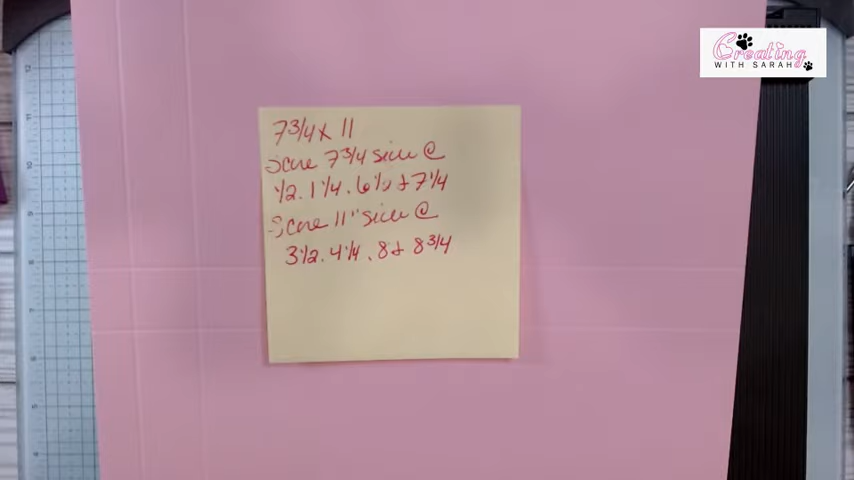 Creating
WITH SARAH
7 3/4 x 11
Score 7 3/4 side @
1/2. 1 1/4. 6 1/2 & 7 1/4
Score 11" side @
3 1/2. 4 1/4. 8 & 8 3/4